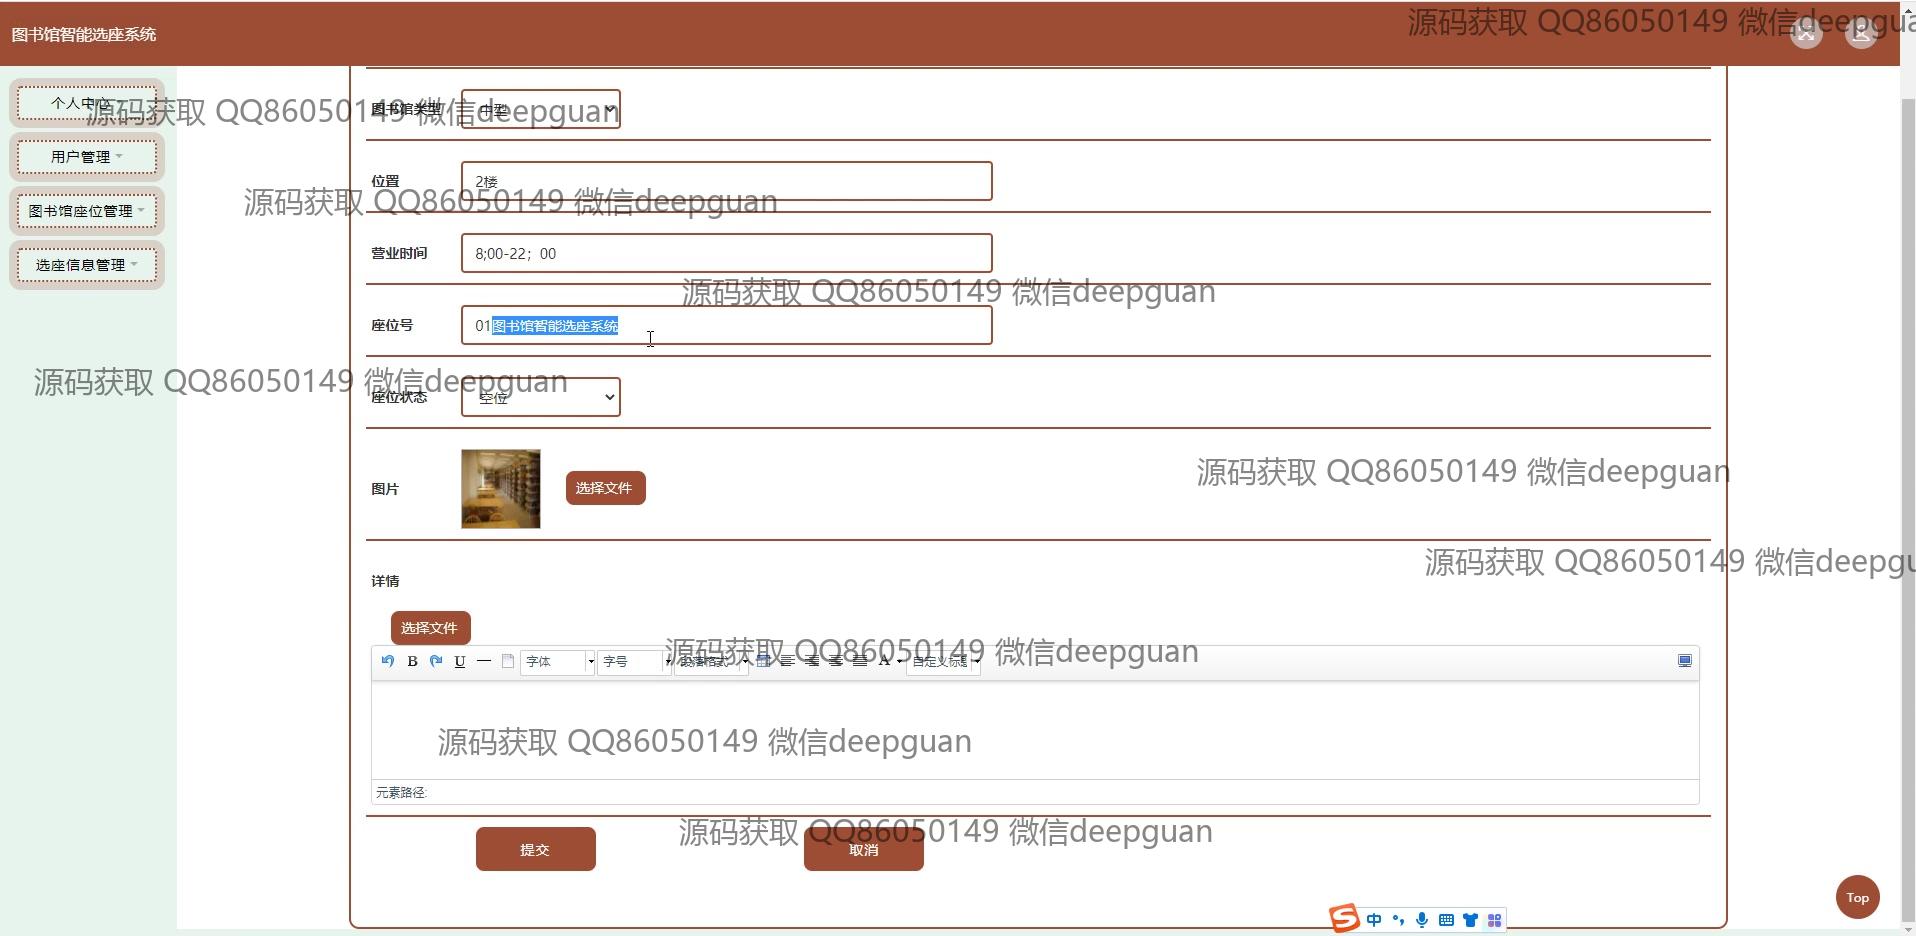 图书馆智能选座系统
源码获取 QQ86050149 微信deepgua
个人中心
源码获取 QQ86050149 微信deepguan
图书馆类型
中型
用户管理
位置
2楼
源码获取 QQ86050149 微信deepguan
图书馆座位管理
营业时间
8;00-22；00
选座信息管理
源码获取 QQ86050149 微信deepguan
座位号
01图书馆智能选座系统
源码获取 QQ86050149 微信deepguan
座位状态
空位
图片
选择文件
源码获取 QQ86050149 微信deepguan
源码获取 QQ86050149 微信deepgu
详情
选择文件
源码获取 QQ86050149 微信deepguan
B U 字体 字号 段落格式 A 自定义标题
源码获取 QQ86050149 微信deepguan
元素路径:
源码获取 QQ86050149 微信deepguan
提交
取消
Top
S 中